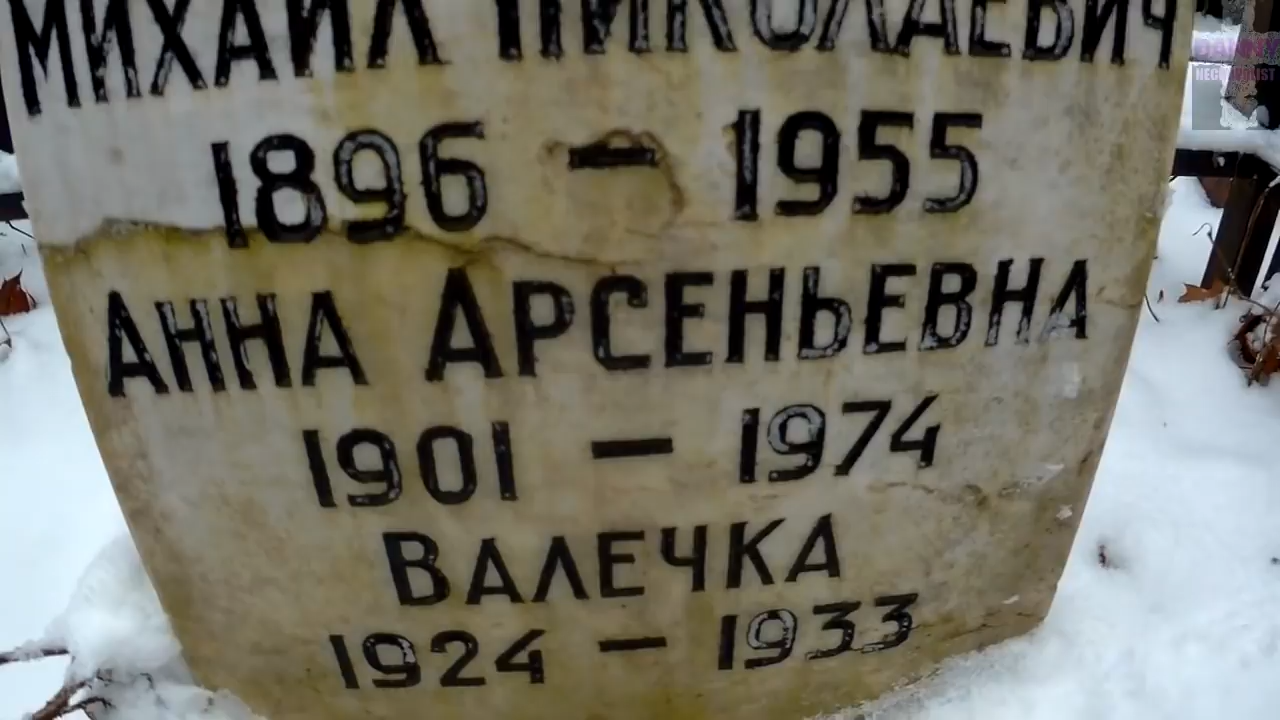 МИХАИЛ НИКОЛАЕВИЧ
1896 – 1955
АННА АРСЕНЬЕВНА
1901 – 1974
ВАЛЕЧКА
1924 – 1933